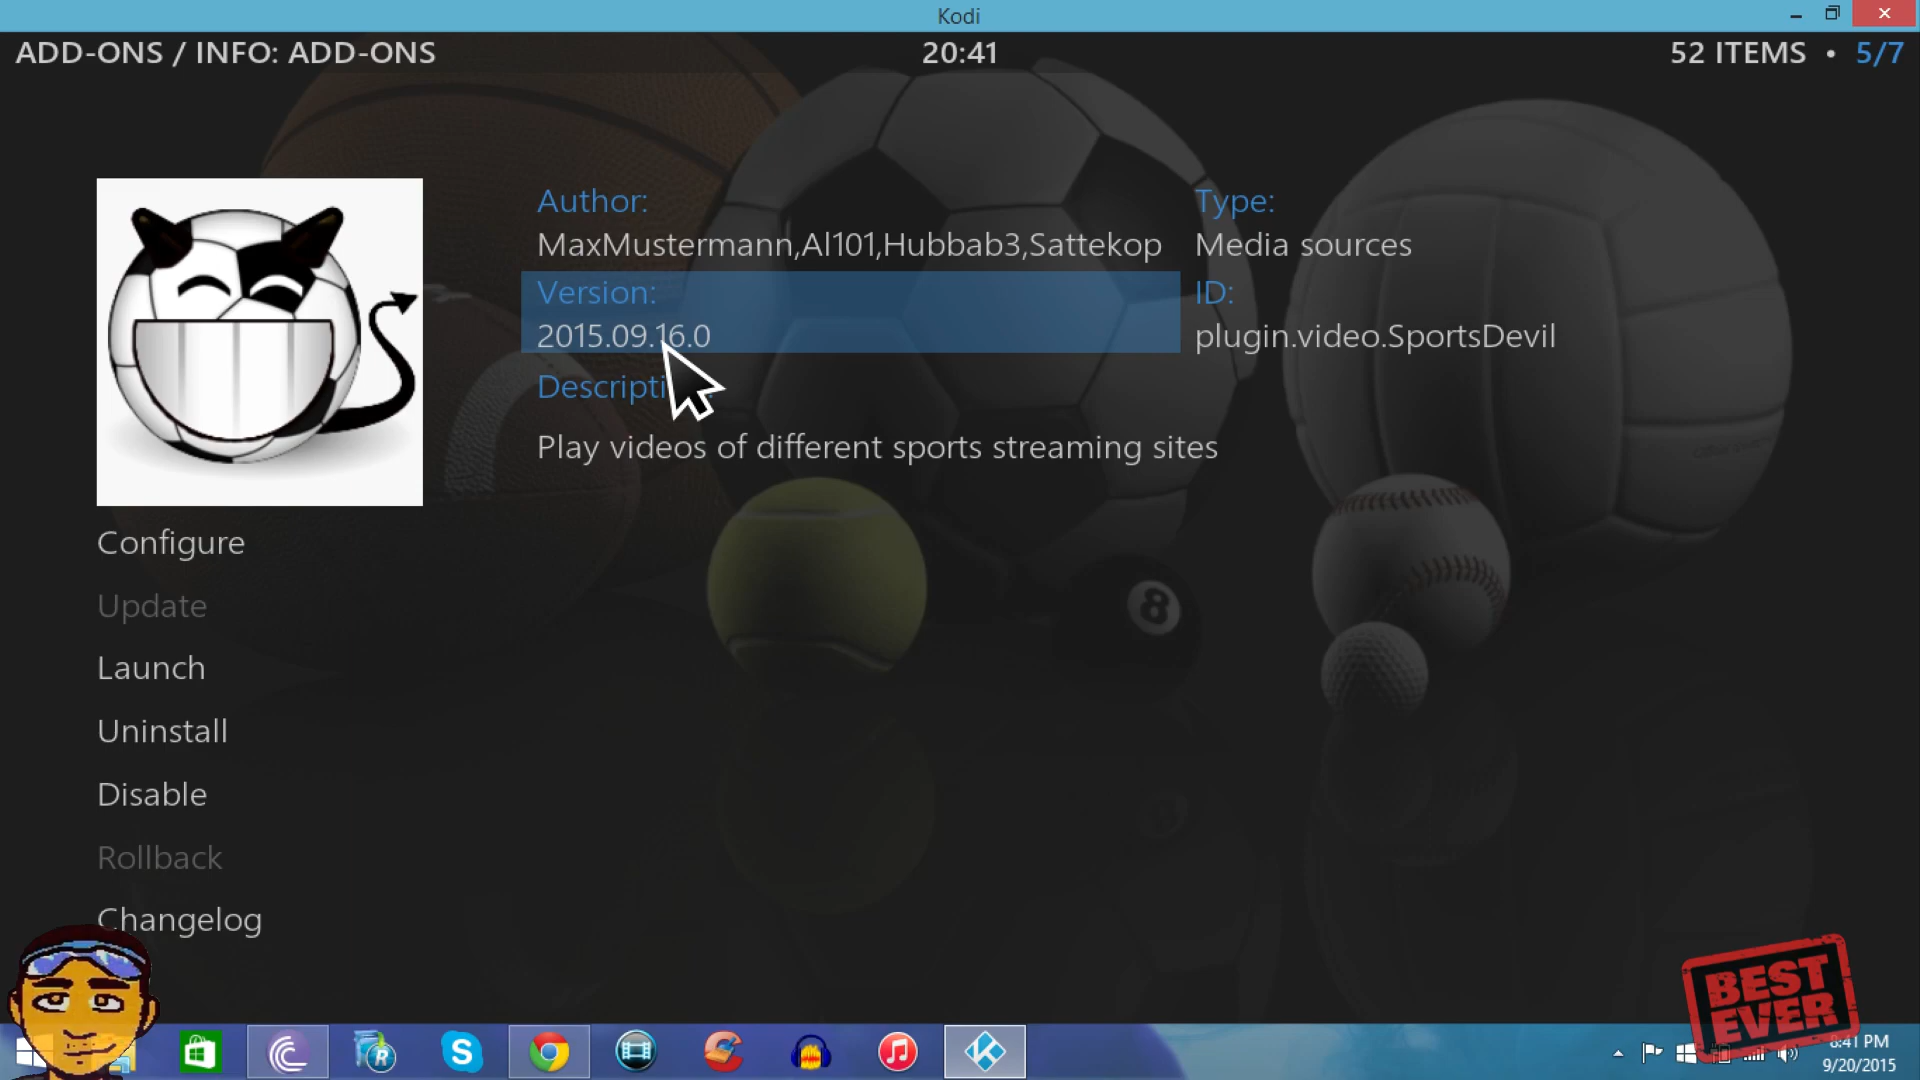 Kodi
ADD-ONS / INFO: ADD-ONS
20:41
52 ITEMS • 5/7
Author:
MaxMustermann,Al101,Hubbab3,Sattekop
Type:
Media sources
Version:
2015.09.16.0
ID:
plugin.video.SportsDevil
Descripti
Play videos of different sports streaming sites
8
Configure
Update
Launch
Uninstall
Disable
Rollback
Changelog
BEST
EVER
8:41 PM
9/20/2015